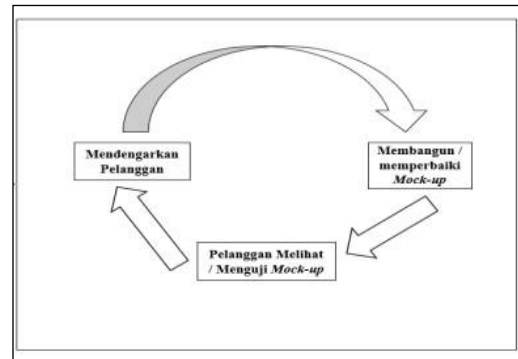 Mendengarkan
Pelanggan
Membangun /
memperbaiki
Mock-up
Pelanggan Melihat
/ Menguji Mock-up